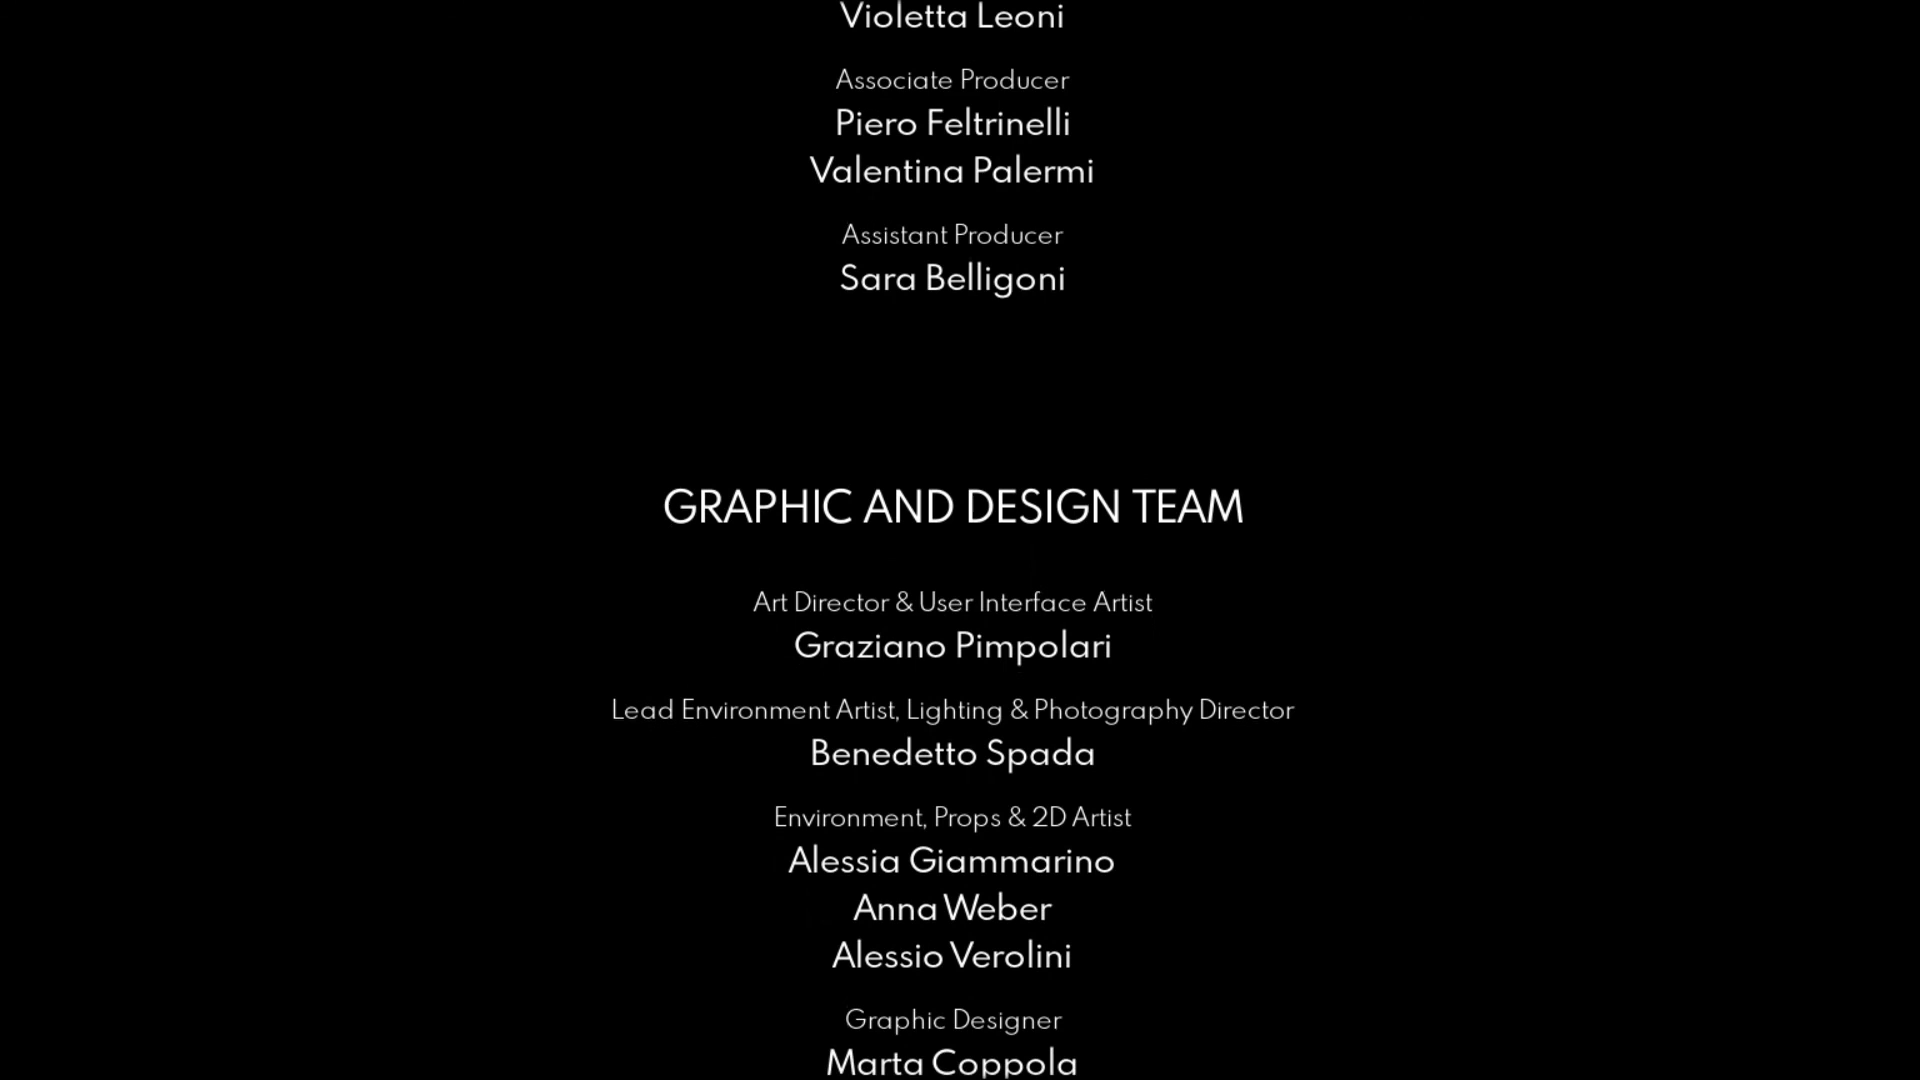 Violetta Leoni
Associate Producer
Piero Feltrinelli
Valentina Palermi
Assistant Producer
Sara Belligoni
GRAPHIC AND DESIGN TEAM
Art Director & User Interface Artist
Graziano Pimpolari
Lead Environment Artist, Lighting & Photography Director
Benedetto Spada
Environment, Props & 2D Artist
Alessia Giammarino
Anna Weber
Alessio Verolini
Graphic Designer
Marta Coppola